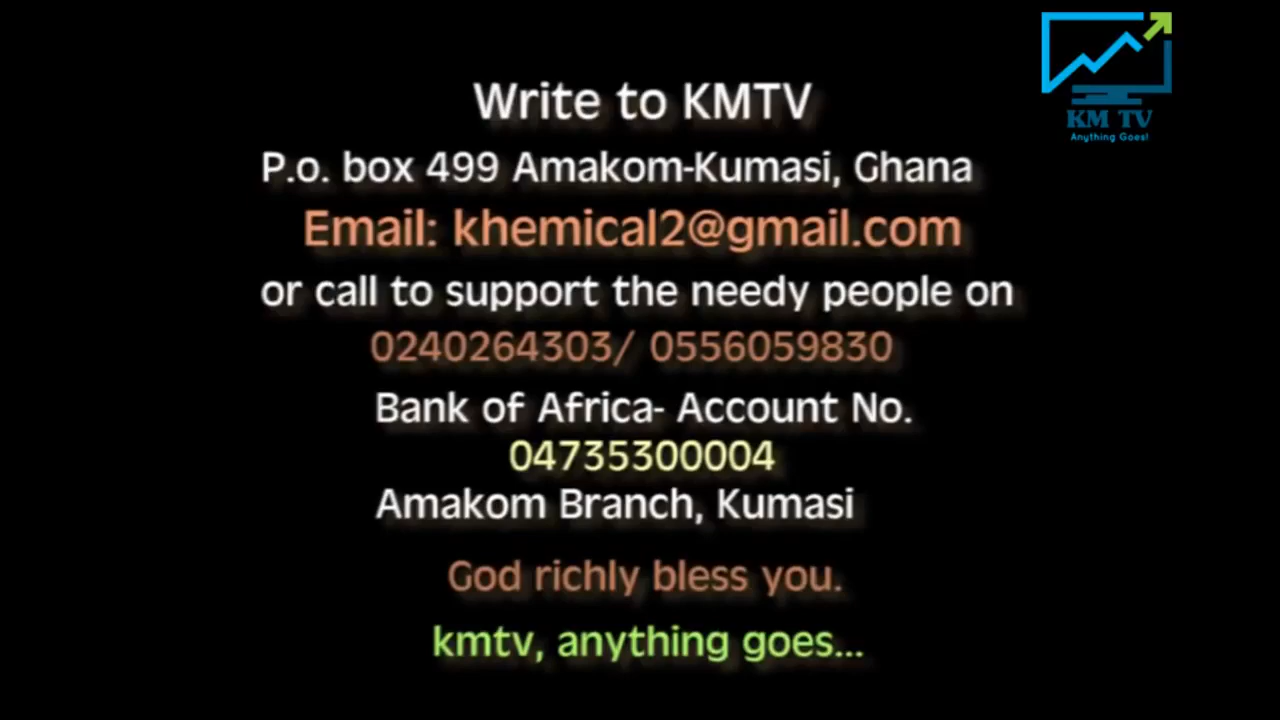 Write to KMTV
P.o. box 499 Amakom-Kumasi, Ghana
Email: khemical2@gmail.com
or call to support the needy people on
0240264303/ 0556059830
Bank of Africa- Account No.
04735300004
Amakom Branch, Kumasi
God richly bless you.
kmtv, anything goes...
KM TV
Anything Goes!